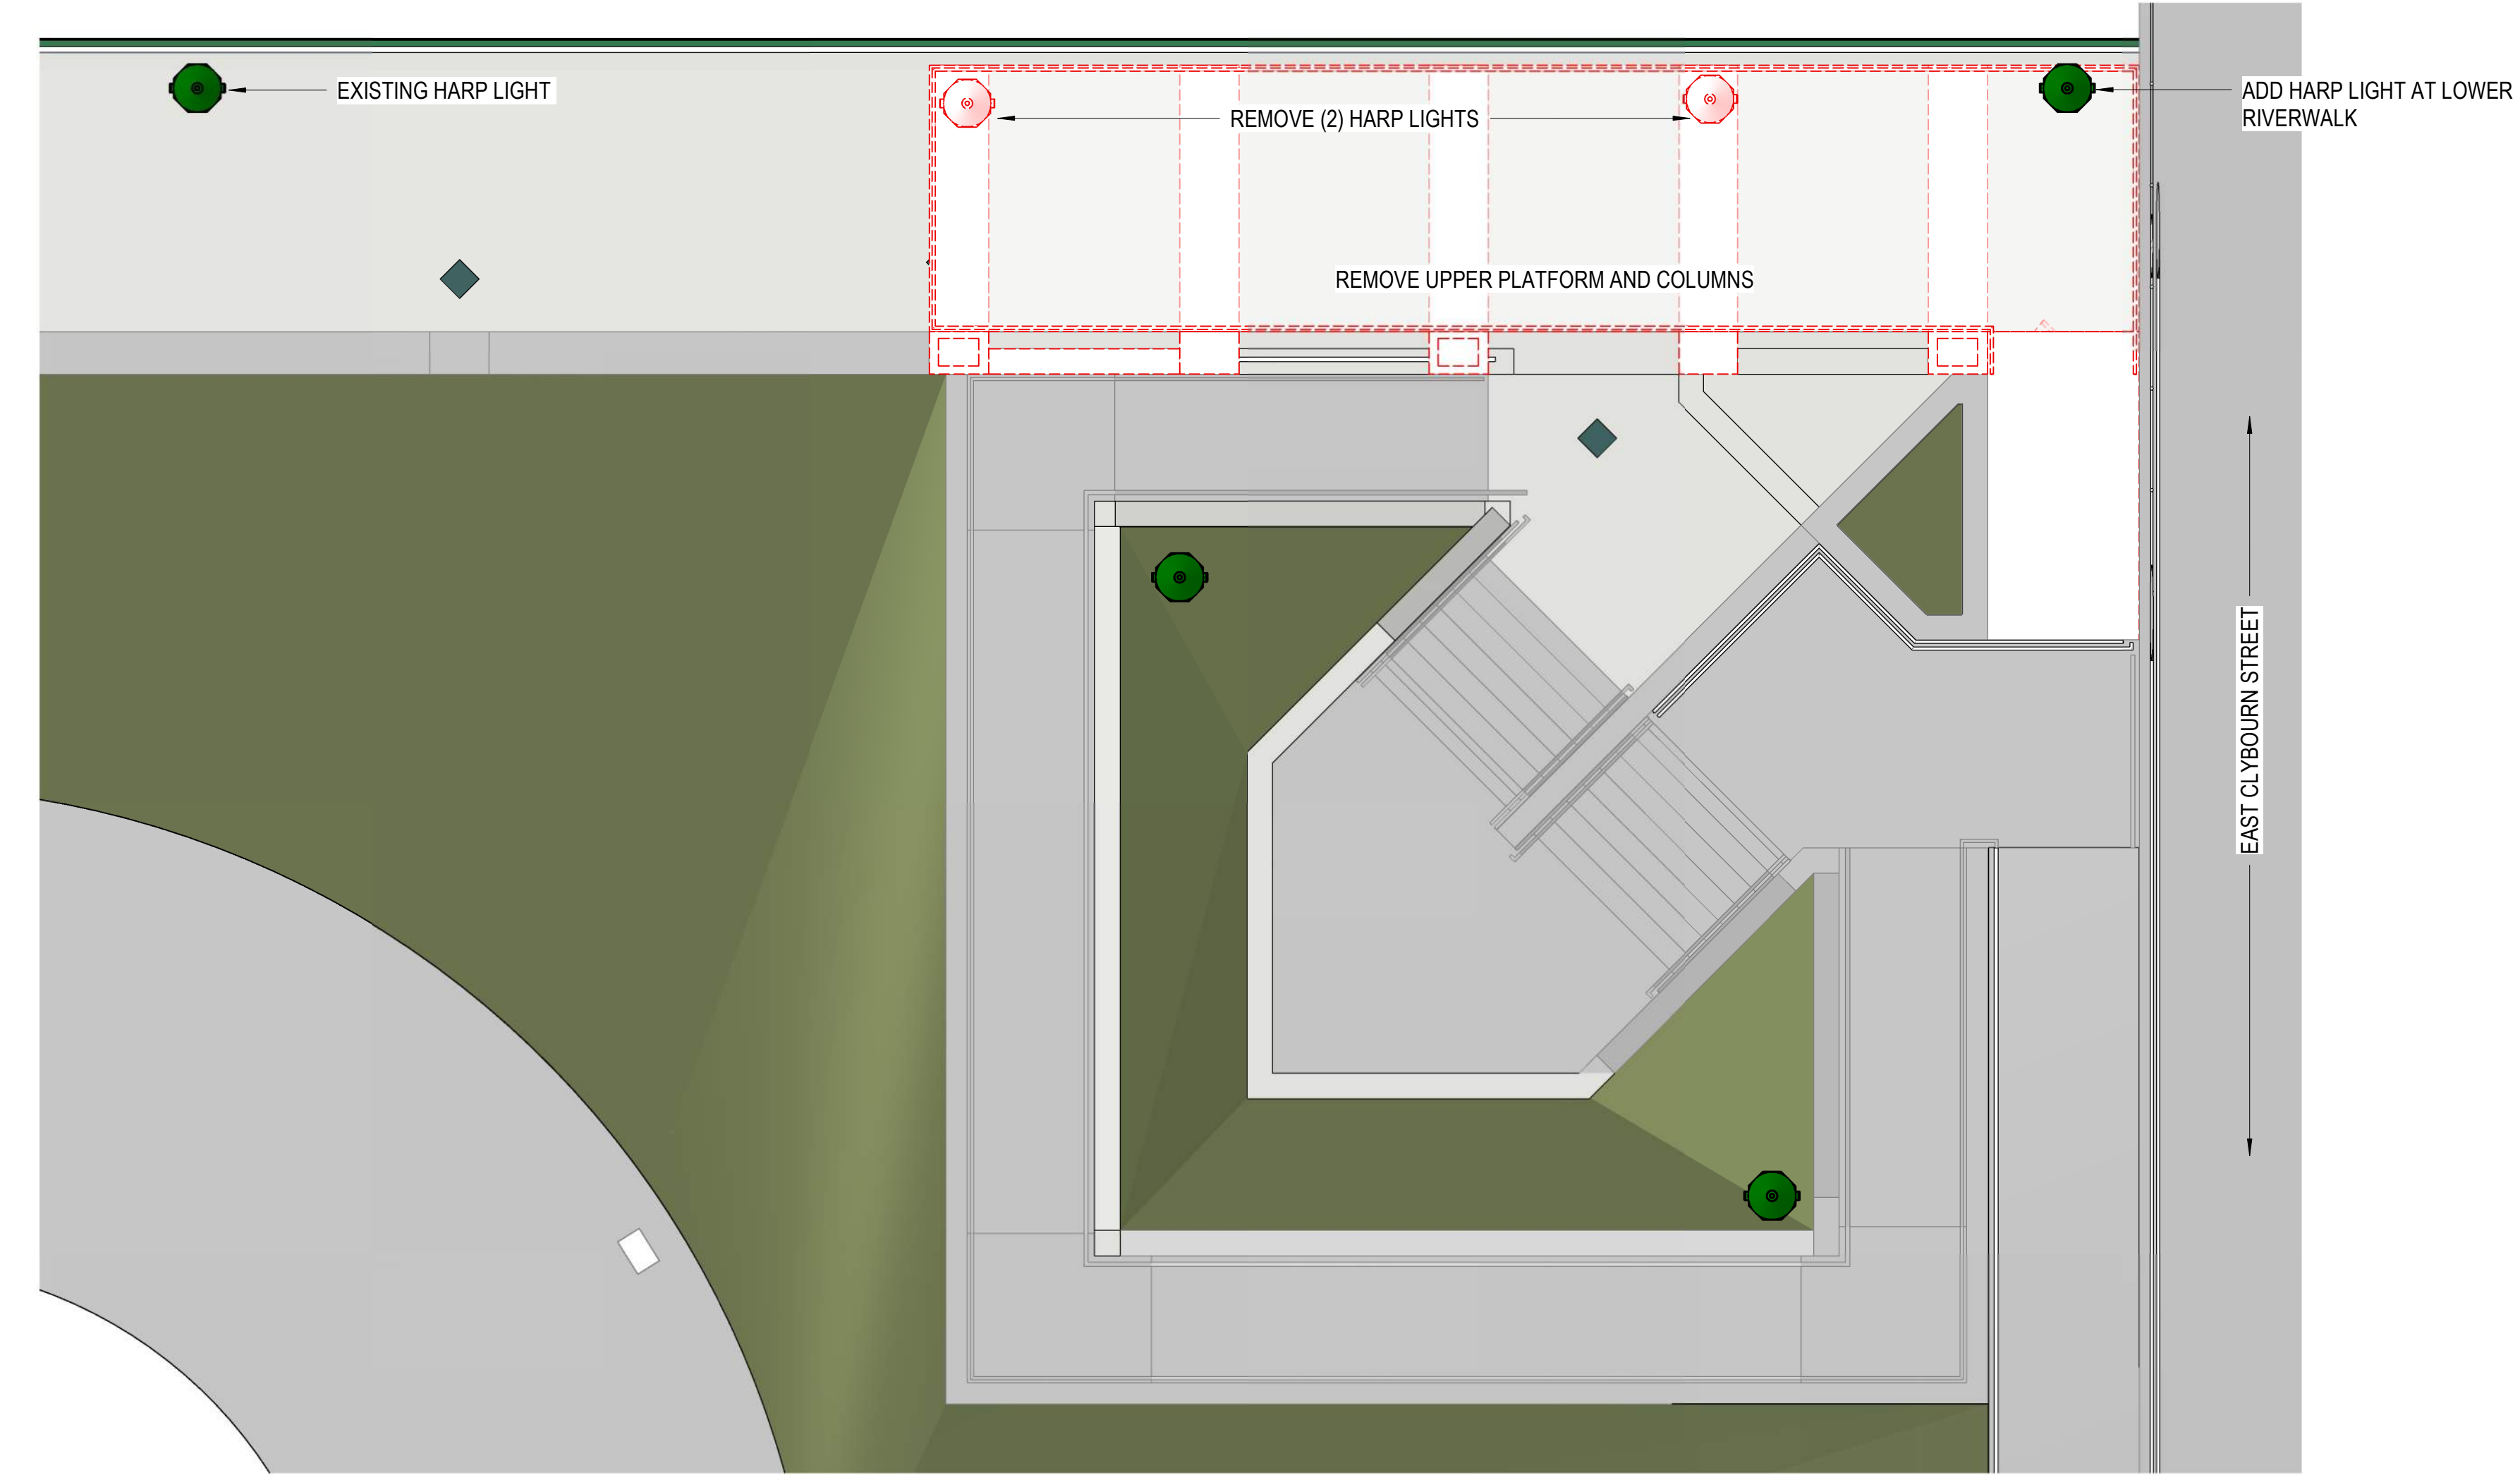 EXISTING HARP LIGHT
REMOVE (2) HARP LIGHTS
ADD HARP LIGHT AT LOWER
RIVERWALK
REMOVE UPPER PLATFORM AND COLUMNS
EAST CLYBOURN STREET